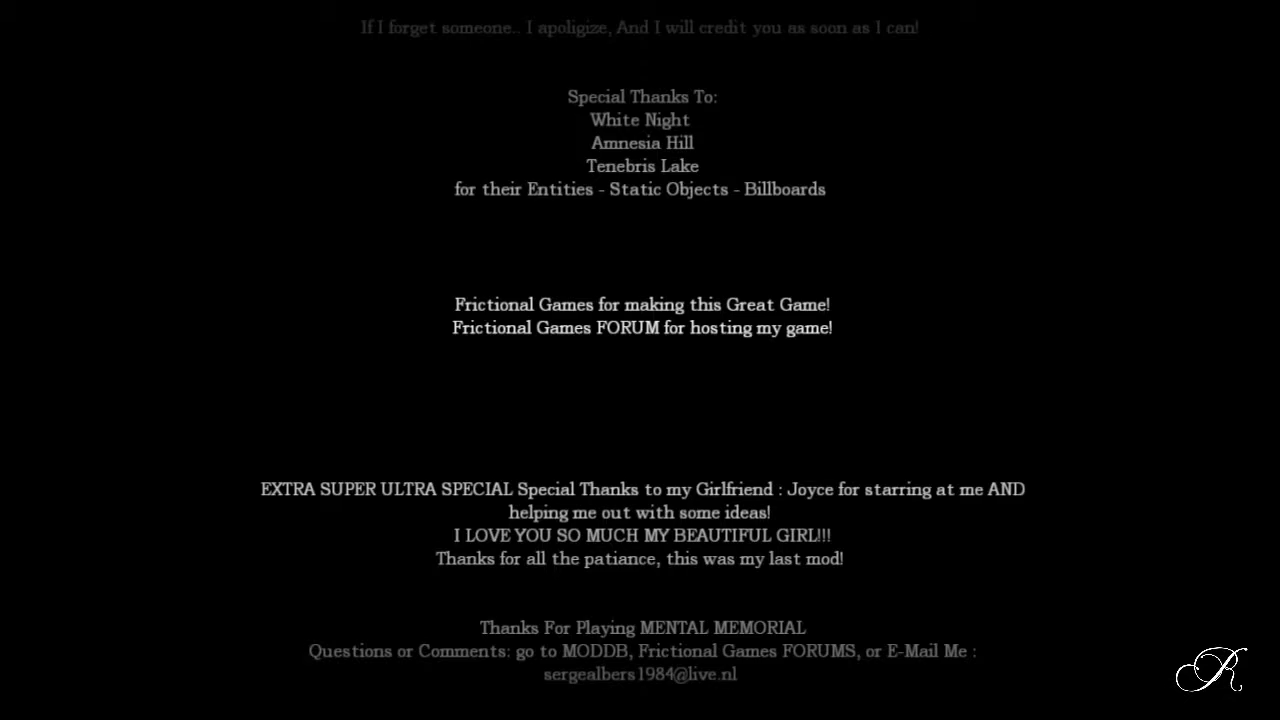 If I forget someone.. I apoligize, And I will credit you as soon as I can!
Special Thanks To:
White Night
Amnesia Hill
Tenebris Lake
for their Entities - Static Objects - Billboards
Frictional Games for making this Great Game!
Frictional Games FORUM for hosting my game!
EXTRA SUPER ULTRA SPECIAL Special Thanks to my Girlfriend : Joyce for starring at me AND
helping me out with some ideas!
I LOVE YOU SO MUCH MY BEAUTIFUL GIRL!!!
Thanks for all the patiance, this was my last mod!
Thanks For Playing MENTAL MEMORIAL
Questions or Comments: go to MODDB, Frictional Games FORUMS, or E-Mail Me :
sergealbers1984@live.nl
R